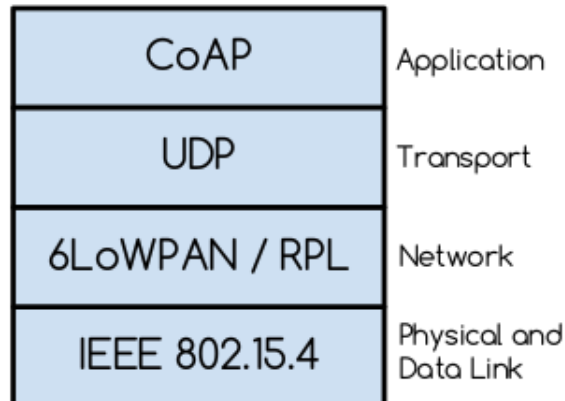 CoAP Application
UDP Transport
6LoWPAN / RPL Network
IEEE 802.15.4 Physical and
Data Link